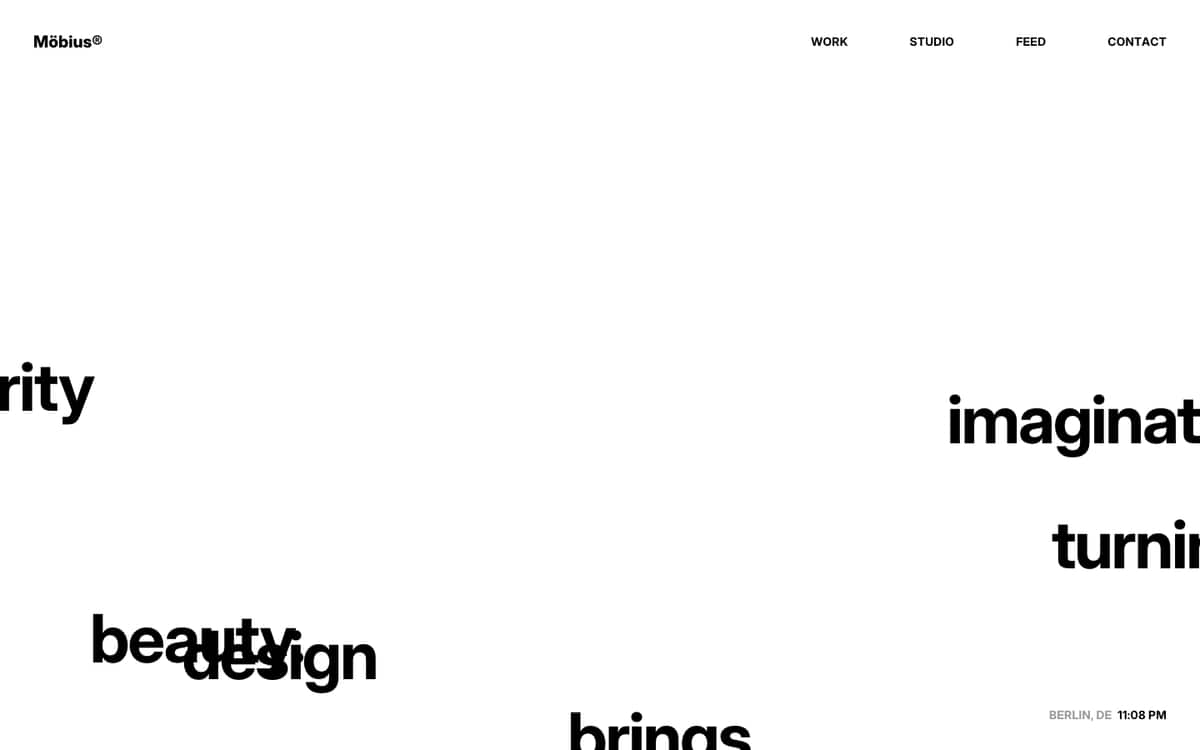 Möbius®
WORK STUDIO FEED CONTACT
rity
imaginat
turnin
beauty.
design
brings
BERLIN, DE 11:08 PM